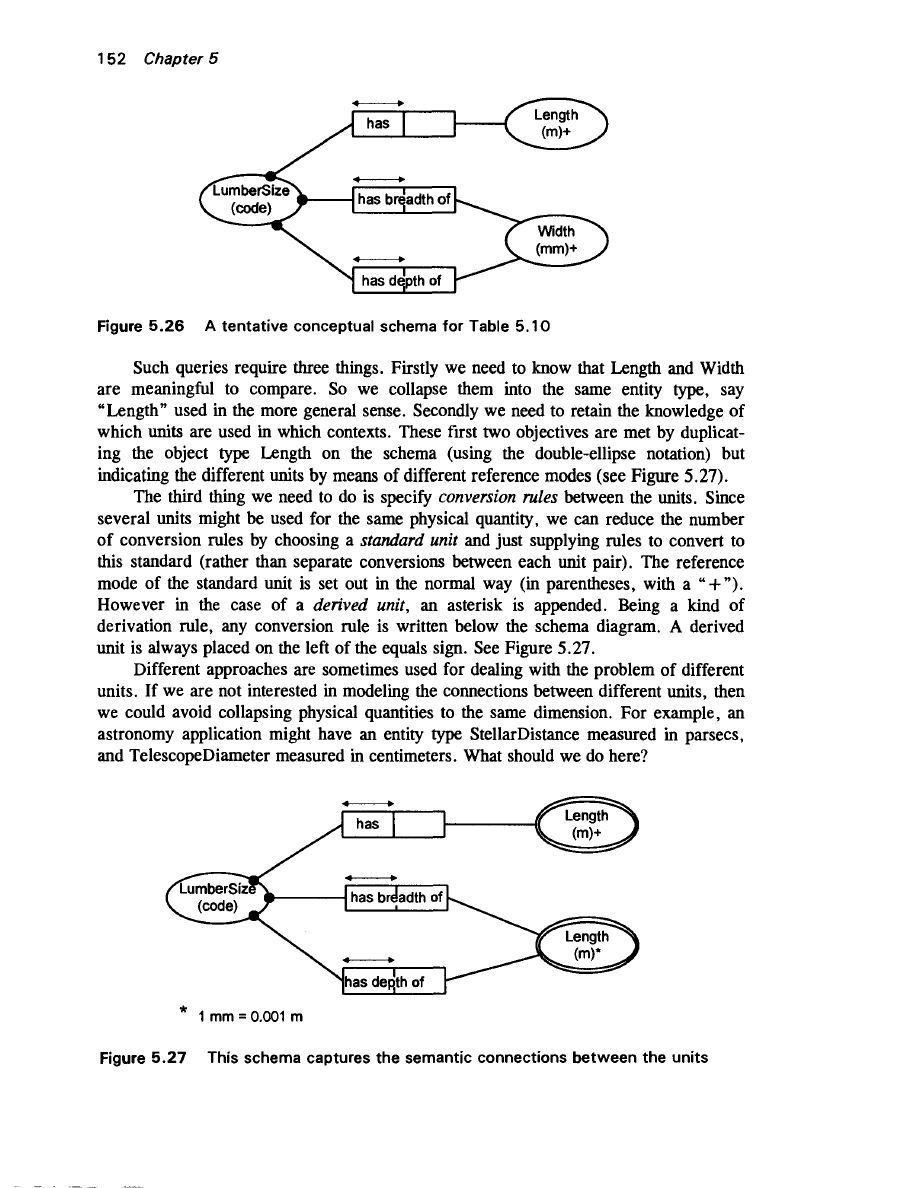 152 Chapter 5
has
Length
(m)+
LumberSize
(code)
has breadth of
Width
(mm)+
has depth of
Figure 5.26 A tentative conceptual schema for Table 5.10
Such queries require three things. Firstly we need to know that Length and Width
are meaningful to compare. So we collapse them into the same entity type, say
“Length” used in the more general sense. Secondly we need to retain the knowledge of
which units are used in which contexts. These first two objectives are met by duplicat-
ing the object type Length on the schema (using the double-ellipse notation) but
indicating the different units by means of different reference modes (see Figure 5.27).
The third thing we need to do is specify conversion rules between the units. Since
several units might be used for the same physical quantity, we can reduce the number
of conversion rules by choosing a standard unit and just supplying rules to convert to
this standard (rather than separate conversions between each unit pair). The reference
mode of the standard unit is set out in the normal way (in parentheses, with a “+”).
However in the case of a derived unit, an asterisk is appended. Being a kind of
derivation rule, any conversion rule is written below the schema diagram. A derived
unit is always placed on the left of the equals sign. See Figure 5.27.
Different approaches are sometimes used for dealing with the problem of different
units. If we are not interested in modeling the connections between different units, then
we could avoid collapsing physical quantities to the same dimension. For example, an
astronomy application might have an entity type StellarDistance measured in parsecs,
and TelescopeDiameter measured in centimeters. What should we do here?
has
Length
(m)+
LumberSize
(code)
has breadth of
Length
(m)*
has depth of
* 1 mm = 0.001 m
Figure 5.27 This schema captures the semantic connections between the units